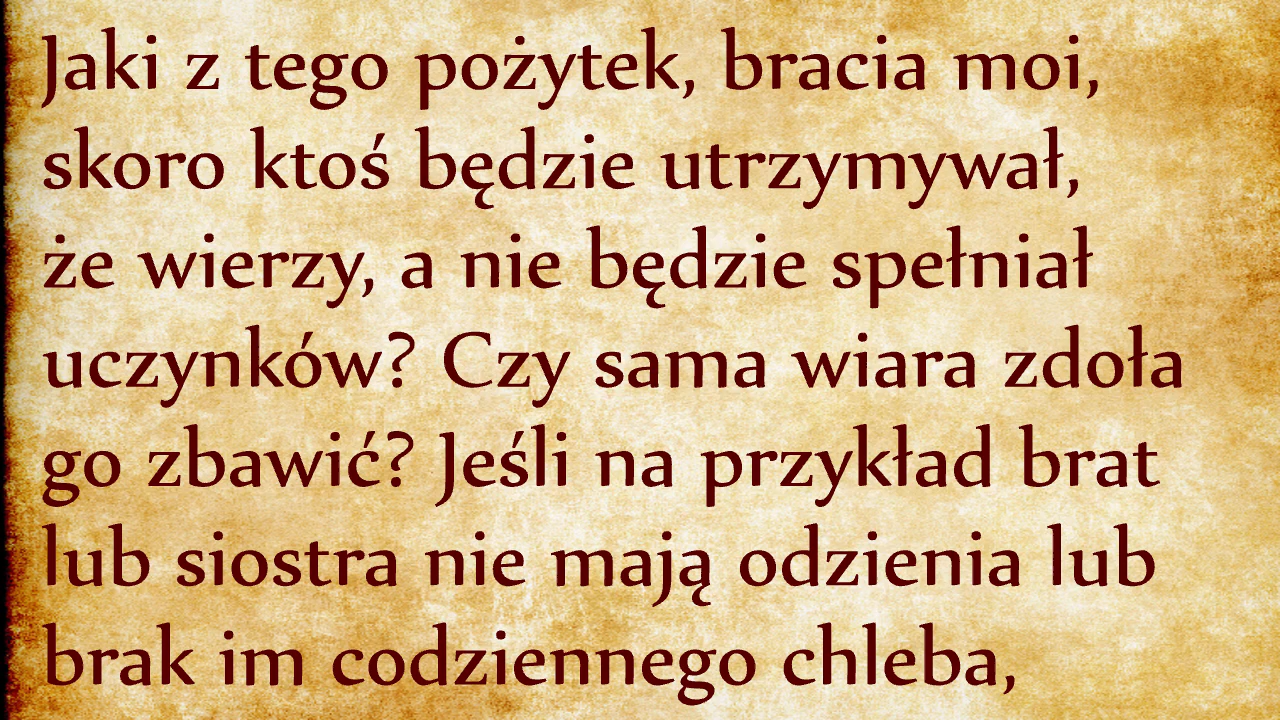 Jaki z tego pożytek, bracia moi,
skoro ktoś będzie utrzymywał,
że wierzy, a nie będzie spełniał
uczynków? Czy sama wiara zdoła
go zbawić? Jeśli na przykład brat
lub siostra nie mają odzienia lub
brak im codziennego chleba,